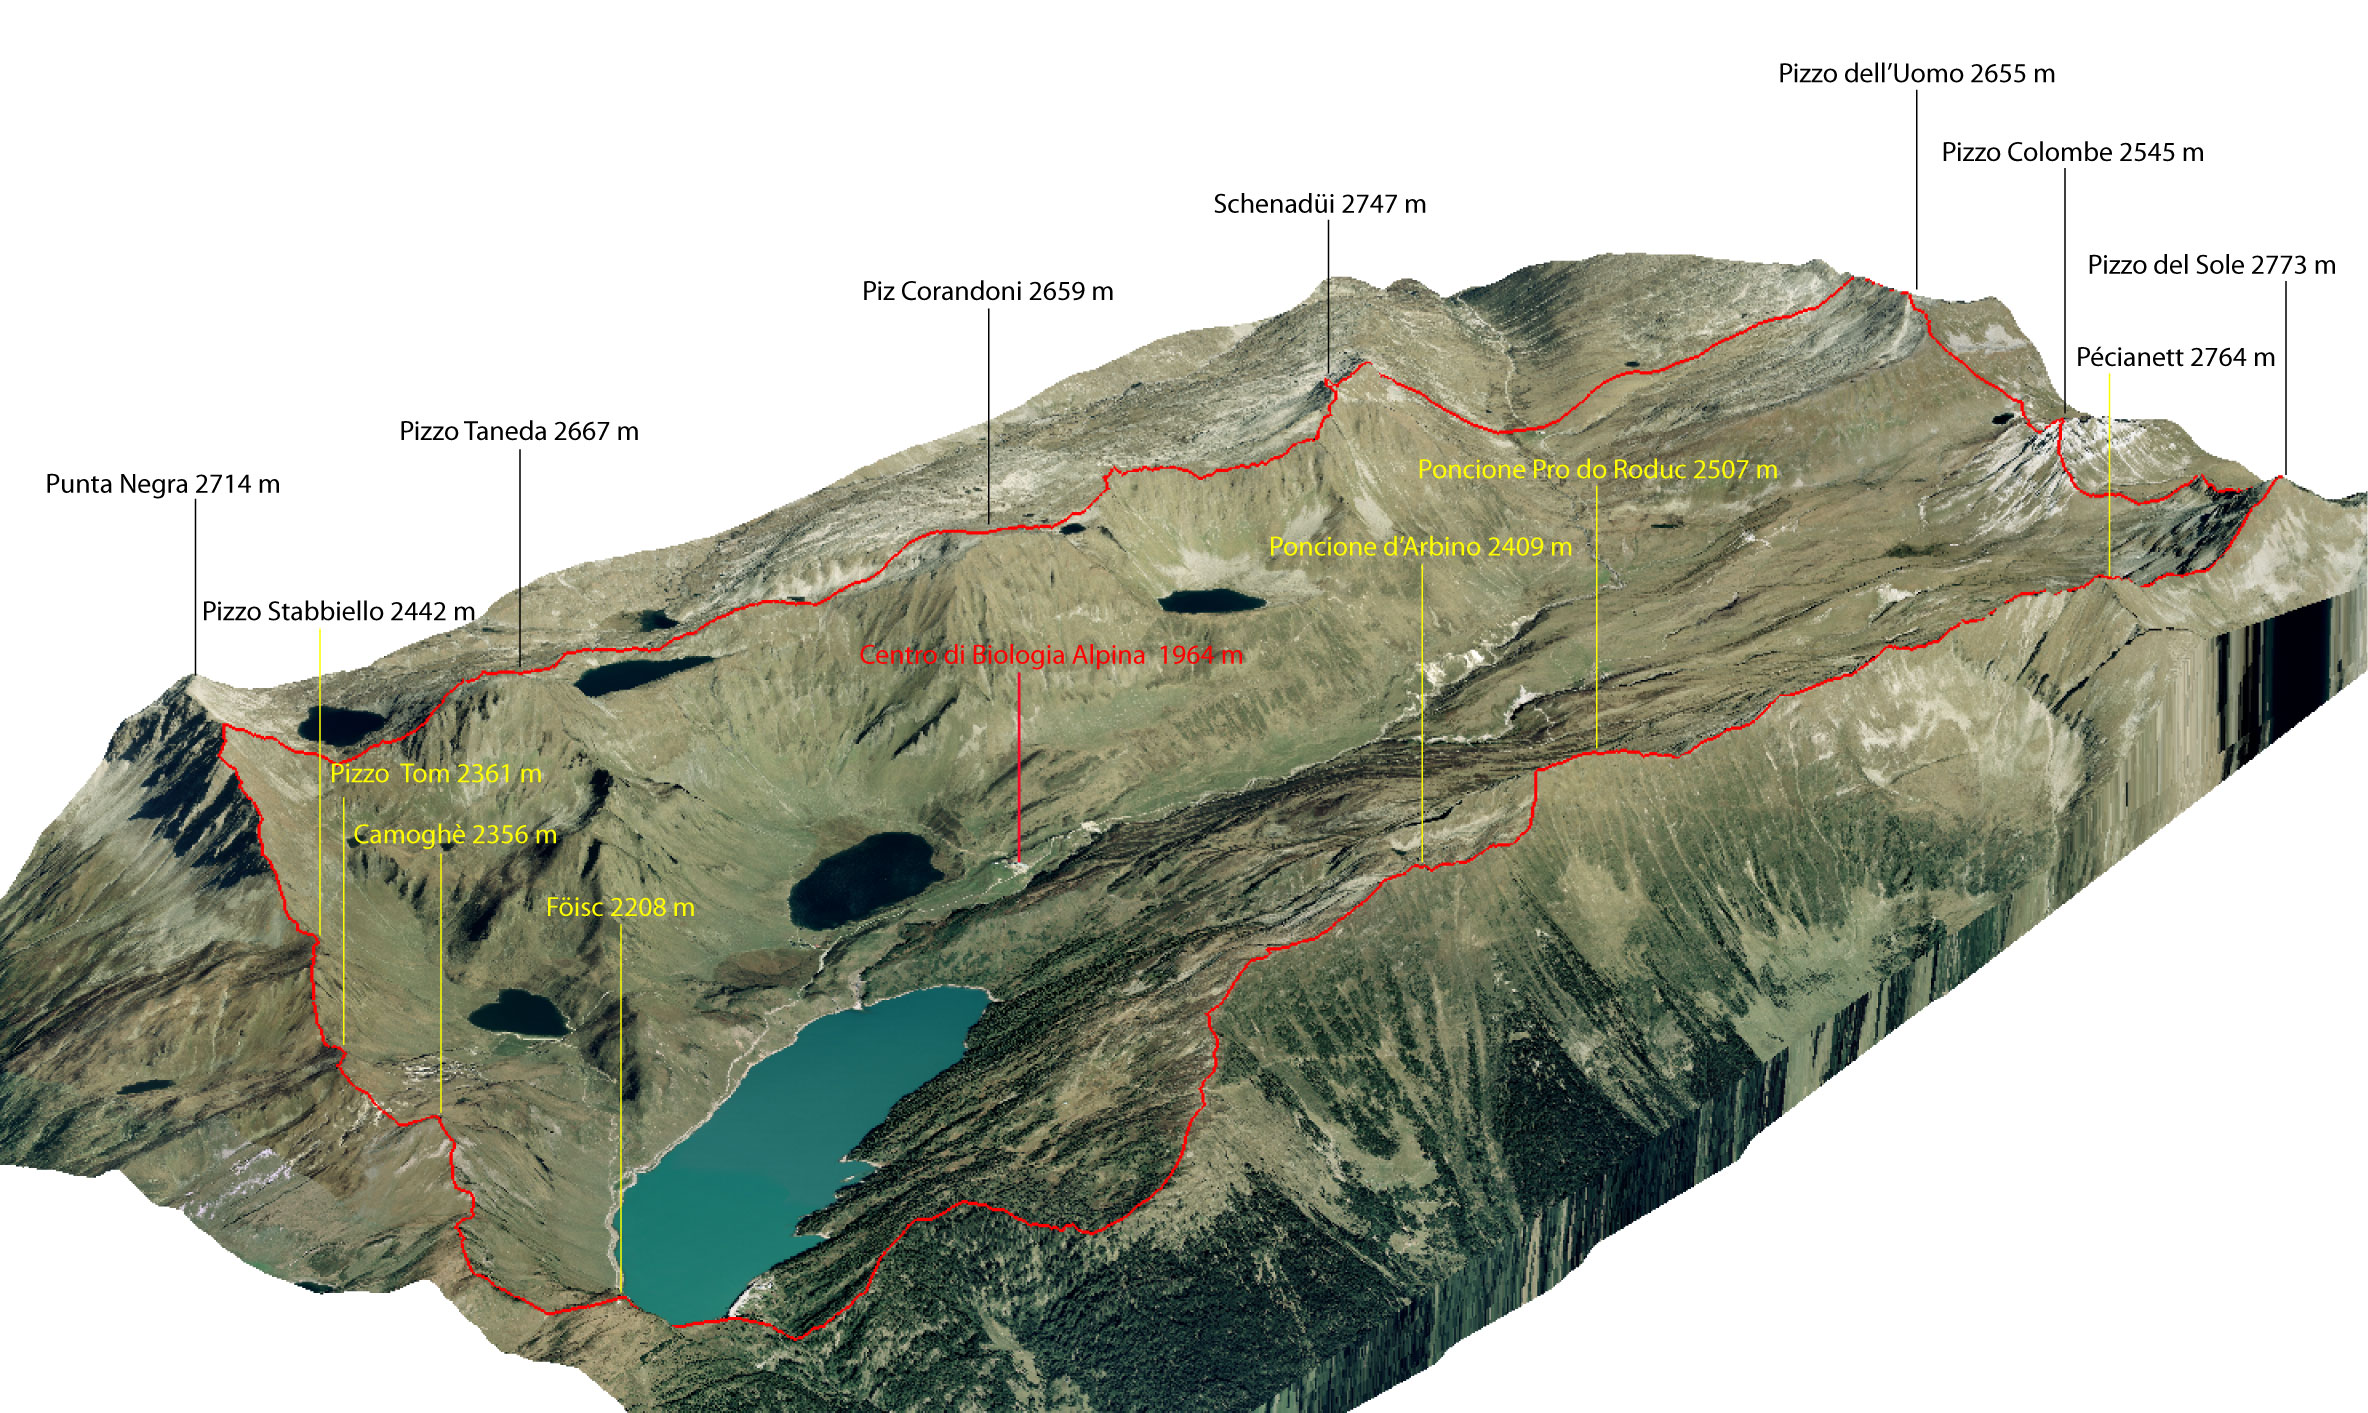 Pizzo dell'Uomo 2655 m
Pizzo Colombe 2545 m
Schenadüi 2747 m
Pizzo del Sole 2773 m
Piz Corandoni 2659 m
Pécianett 2764 m
Pizzo Taneda 2667 m
Poncione Pro do Roduc 2507 m
Punta Negra 2714 m
Poncione d'Arbino 2409 m
Pizzo Stabbiello 2442 m
Centro di Biologia Alpina 1964 m
Pizzo Tom 2361 m
Camoghè 2356 m
Föisc 2208 m